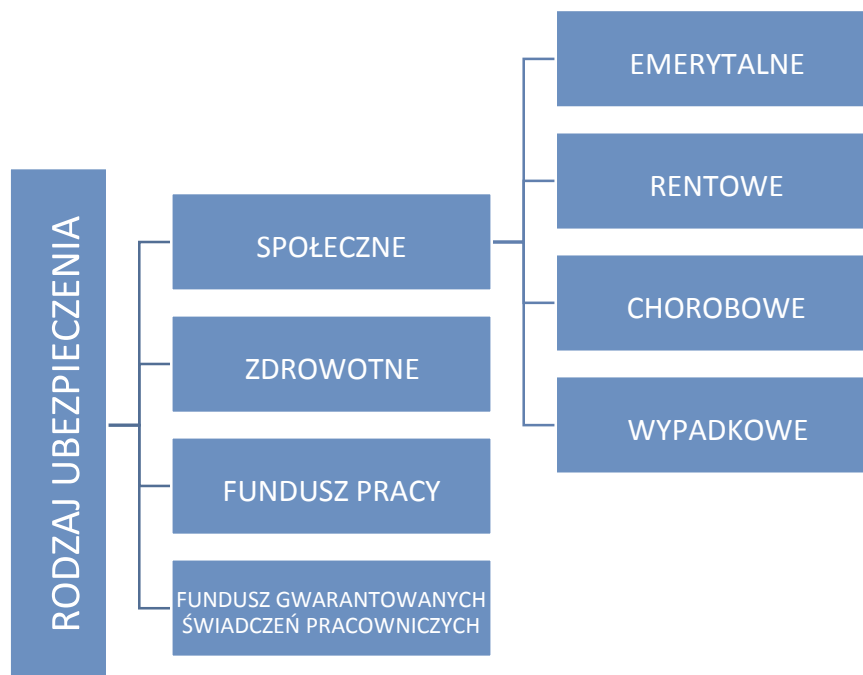 RODZAJ UBEZPIECZENIA
SPOŁECZNE
ZDROWOTNE
FUNDUSZ PRACY
FUNDUSZ GWARANTOWANYCH
ŚWIADCZEŃ PRACOWNICZYCH
EMERYTALNE
RENTOWE
CHOROBOWE
WYPADKOWE